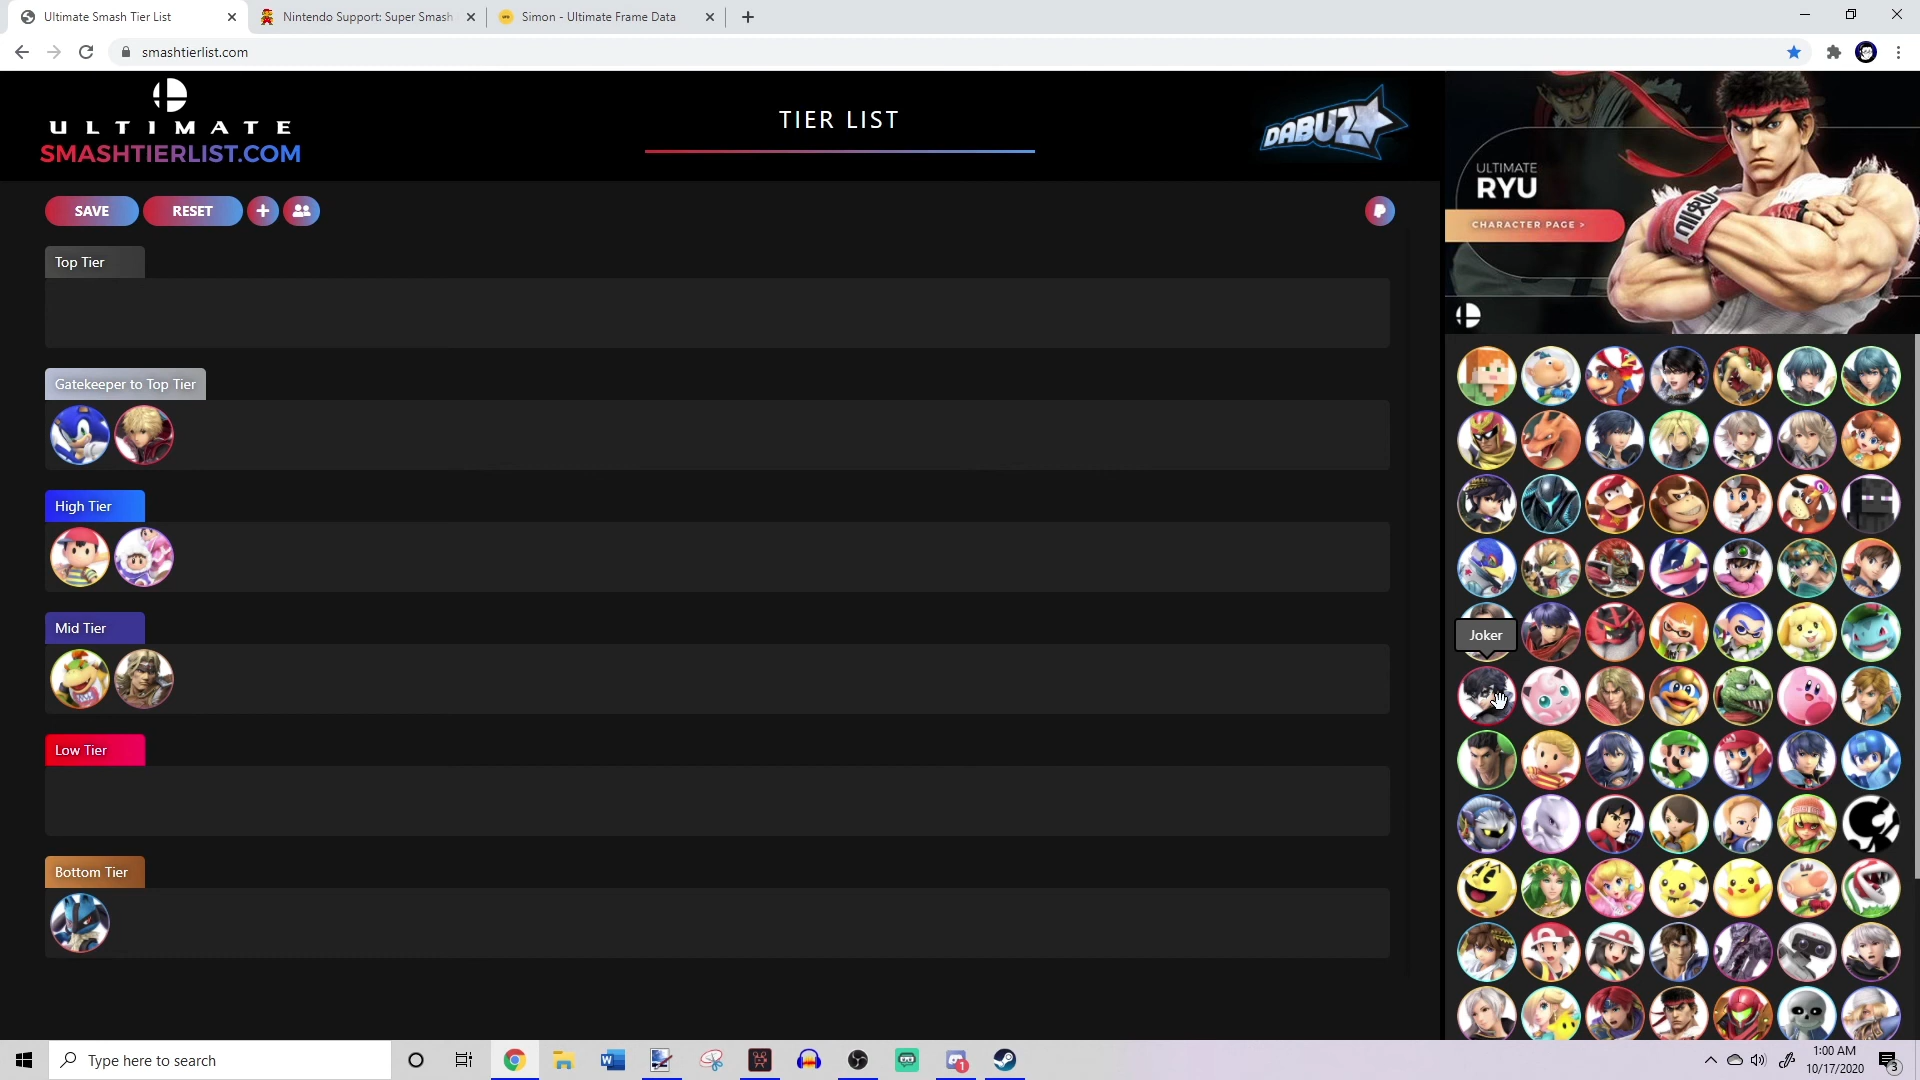 Ultimate Smash Tier List
Nintendo Support: Super Smash
Simon - Ultimate Frame Data
smashtierlist.com
ULTIMATE
SMASHTIERLIST.COM
TIER LIST
DABUZ
ULTIMATE
RYU
CHARACTER PAGE >
SAVE
RESET
Top Tier
Gatekeeper to Top Tier
High Tier
Mid Tier
Low Tier
Bottom Tier
Joker
Type here to search
1
1:00 AM
10/17/2020
3